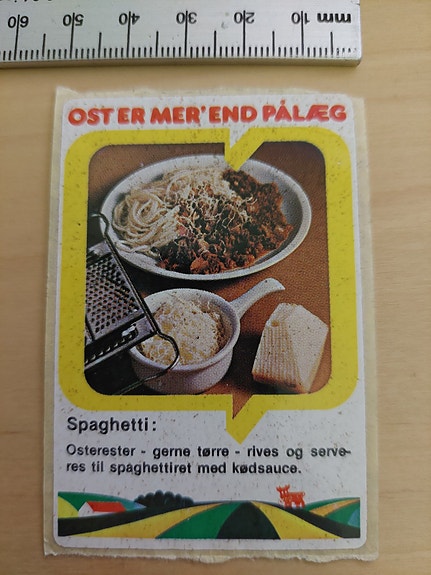 mm 10 20 30 40 50 60
OST ER MER' END PÅLÆG
Spaghetti:
Osterester - gerne tørre - rives og serve-
res til spaghettiret med kødsauce.